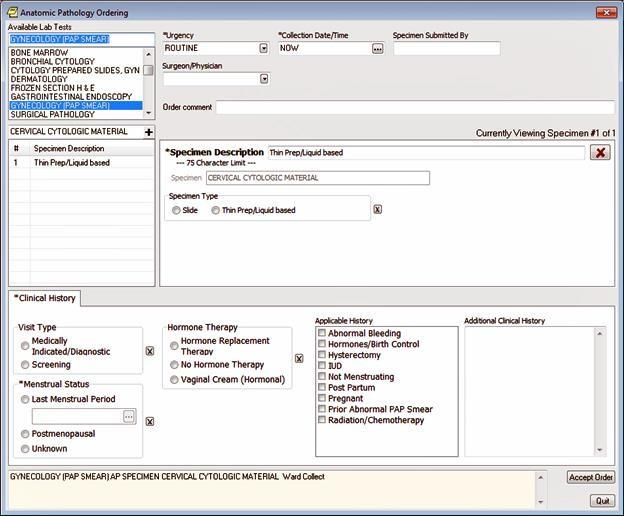 Anatomic Pathology Ordering
Available Lab Tests
GYNECOLOGY (PAP SMEAR)
BONE MARROW
BRONCHIAL CYTOLOGY
CYTOLOGY PREPARED SLIDES, GYN
DERMATOLOGY
FROZEN SECTION H & E
GASTROINTESTINAL ENDOSCOPY
GYNECOLOGY (PAP SMEAR)
SURGICAL PATHOLOGY
*Urgency
ROUTINE
*Collection Date/Time
NOW
...
Specimen Submitted By
Surgeon/Physician
Order comment
CERVICAL CYTOLOGIC MATERIAL +
Currently Viewing Specimen #1 of 1
# Specimen Description
1 Thin Prep/Liquid based
*Specimen Description Thin Prep/Liquid based
--- 75 Character Limit ---
Specimen CERVICAL CYTOLOGIC MATERIAL
Specimen Type
Slide Thin Prep/Liquid based
*Clinical History
Visit Type
Medically
Indicated/Diagnostic
Screening
*Menstrual Status
Last Menstrual Period
...
Postmenopausal
Unknown
Hormone Therapy
Hormone Replacement
Therapy
No Hormone Therapy
Vaginal Cream (Hormonal)
Applicable History
Abnormal Bleeding
Hormones/Birth Control
Hysterectomy
IUD
Not Menstruating
Post Partum
Pregnant
Prior Abnormal PAP Smear
Radiation/Chemotherapy
Additional Clinical History
GYNECOLOGY (PAP SMEAR) AP SPECIMEN CERVICAL CYTOLOGIC MATERIAL Ward Collect
Accept Order
Quit